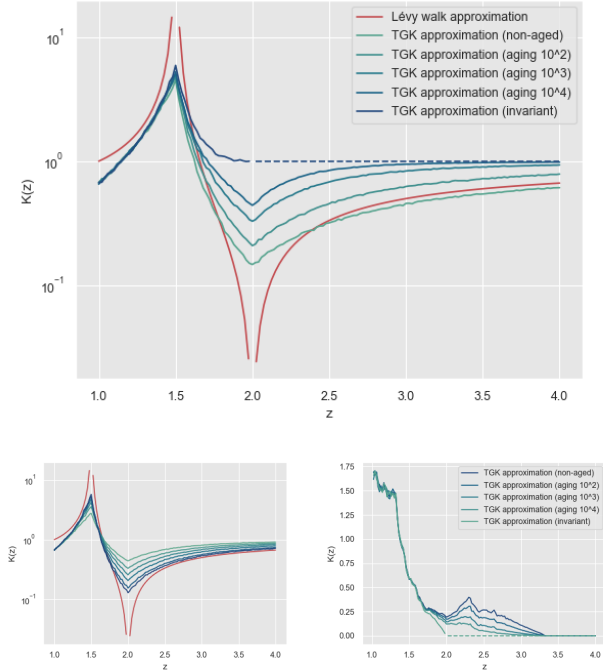 Lévy walk approximation
TGK approximation (non-aged)
TGK approximation (aging 10^2)
TGK approximation (aging 10^3)
TGK approximation (aging 10^4)
TGK approximation (invariant)
10^1
10^0
10^-1
K(z)
1.0 1.5 2.0 2.5 3.0 3.5 4.0
z
10^1
10^0
10^-1
K(z)
1.0 1.5 2.0 2.5 3.0 3.5 4.0
z
TGK approximation (non-aged)
TGK approximation (aging 10^2)
TGK approximation (aging 10^3)
TGK approximation (aging 10^4)
TGK approximation (invariant)
1.75
1.50
1.25
1.00
0.75
0.50
0.25
0.00
K(z)
1.0 1.5 2.0 2.5 3.0 3.5 4.0
z